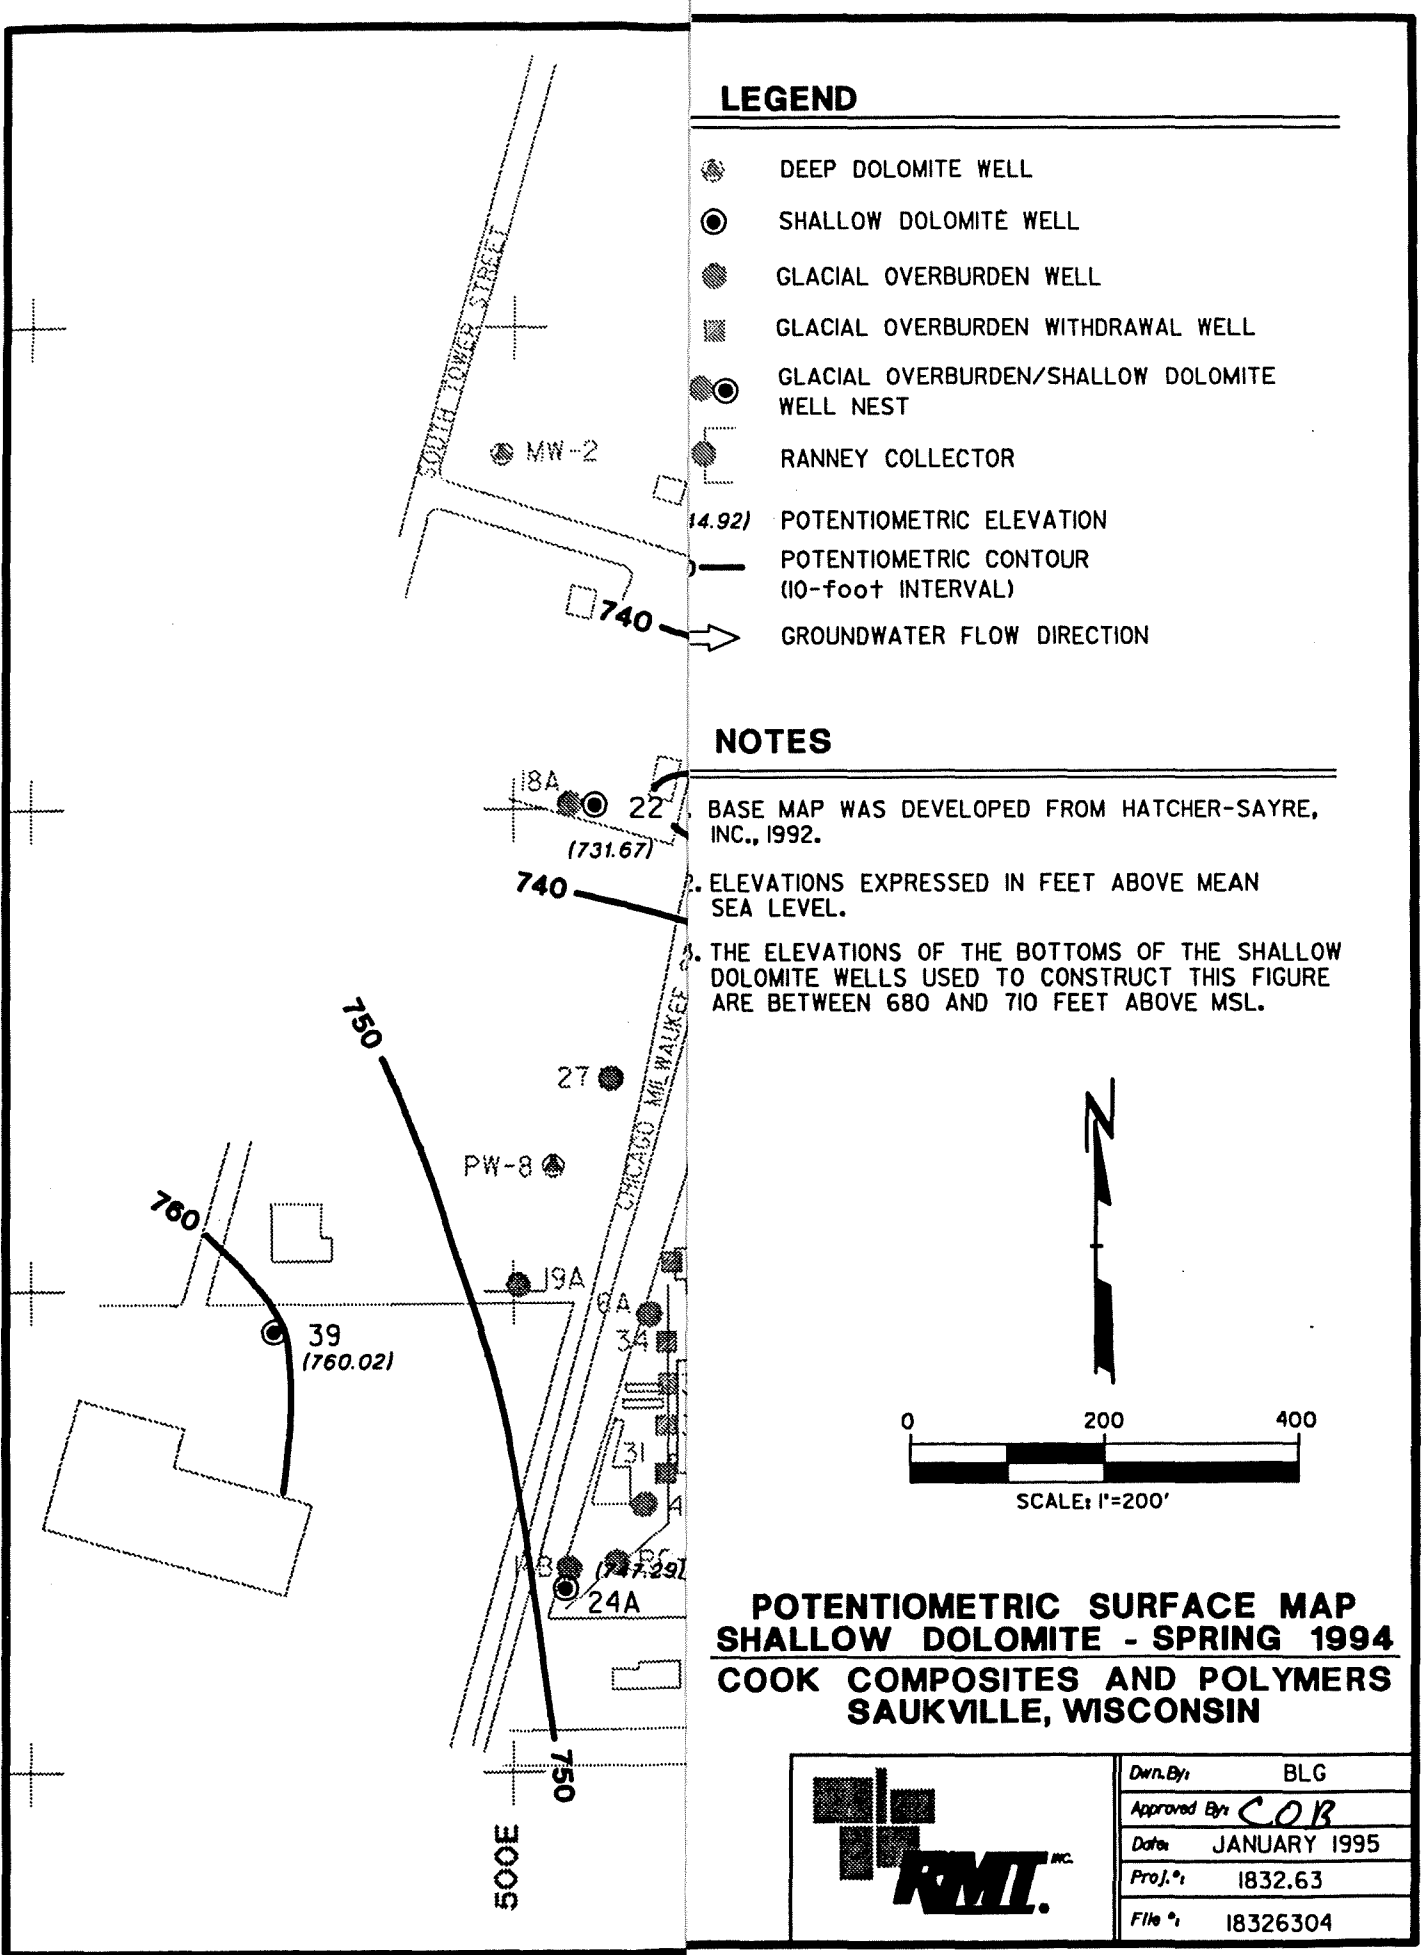 LEGEND
DEEP DOLOMITE WELL
SHALLOW DOLOMITE WELL
GLACIAL OVERBURDEN WELL
GLACIAL OVERBURDEN WITHDRAWAL WELL
GLACIAL OVERBURDEN/SHALLOW DOLOMITE
WELL NEST
RANNEY COLLECTOR
14.92) POTENTIOMETRIC ELEVATION
POTENTIOMETRIC CONTOUR
(10-foot INTERVAL)
GROUNDWATER FLOW DIRECTION
NOTES
BASE MAP WAS DEVELOPED FROM HATCHER-SAYRE,
INC., 1992.
ELEVATIONS EXPRESSED IN FEET ABOVE MEAN
SEA LEVEL.
THE ELEVATIONS OF THE BOTTOMS OF THE SHALLOW
DOLOMITE WELLS USED TO CONSTRUCT THIS FIGURE
ARE BETWEEN 680 AND 710 FEET ABOVE MSL.
SOUTH TOWER STREET
MW-2
740
18A
22
(731.67)
740
750
27
CHICAGO MILWAUKEE
PW-8
760
19A
6A
39
(760.02)
34
31
(747.29)
24A
750
500E
N
0 200 400
SCALE: 1"=200'
POTENTIOMETRIC SURFACE MAP
SHALLOW DOLOMITE - SPRING 1994
COOK COMPOSITES AND POLYMERS
SAUKVILLE, WISCONSIN
RMT INC.
Dwn. By: BLG
Approved By: COB
Date: JANUARY 1995
Proj. #: 1832.63
File #: 18326304